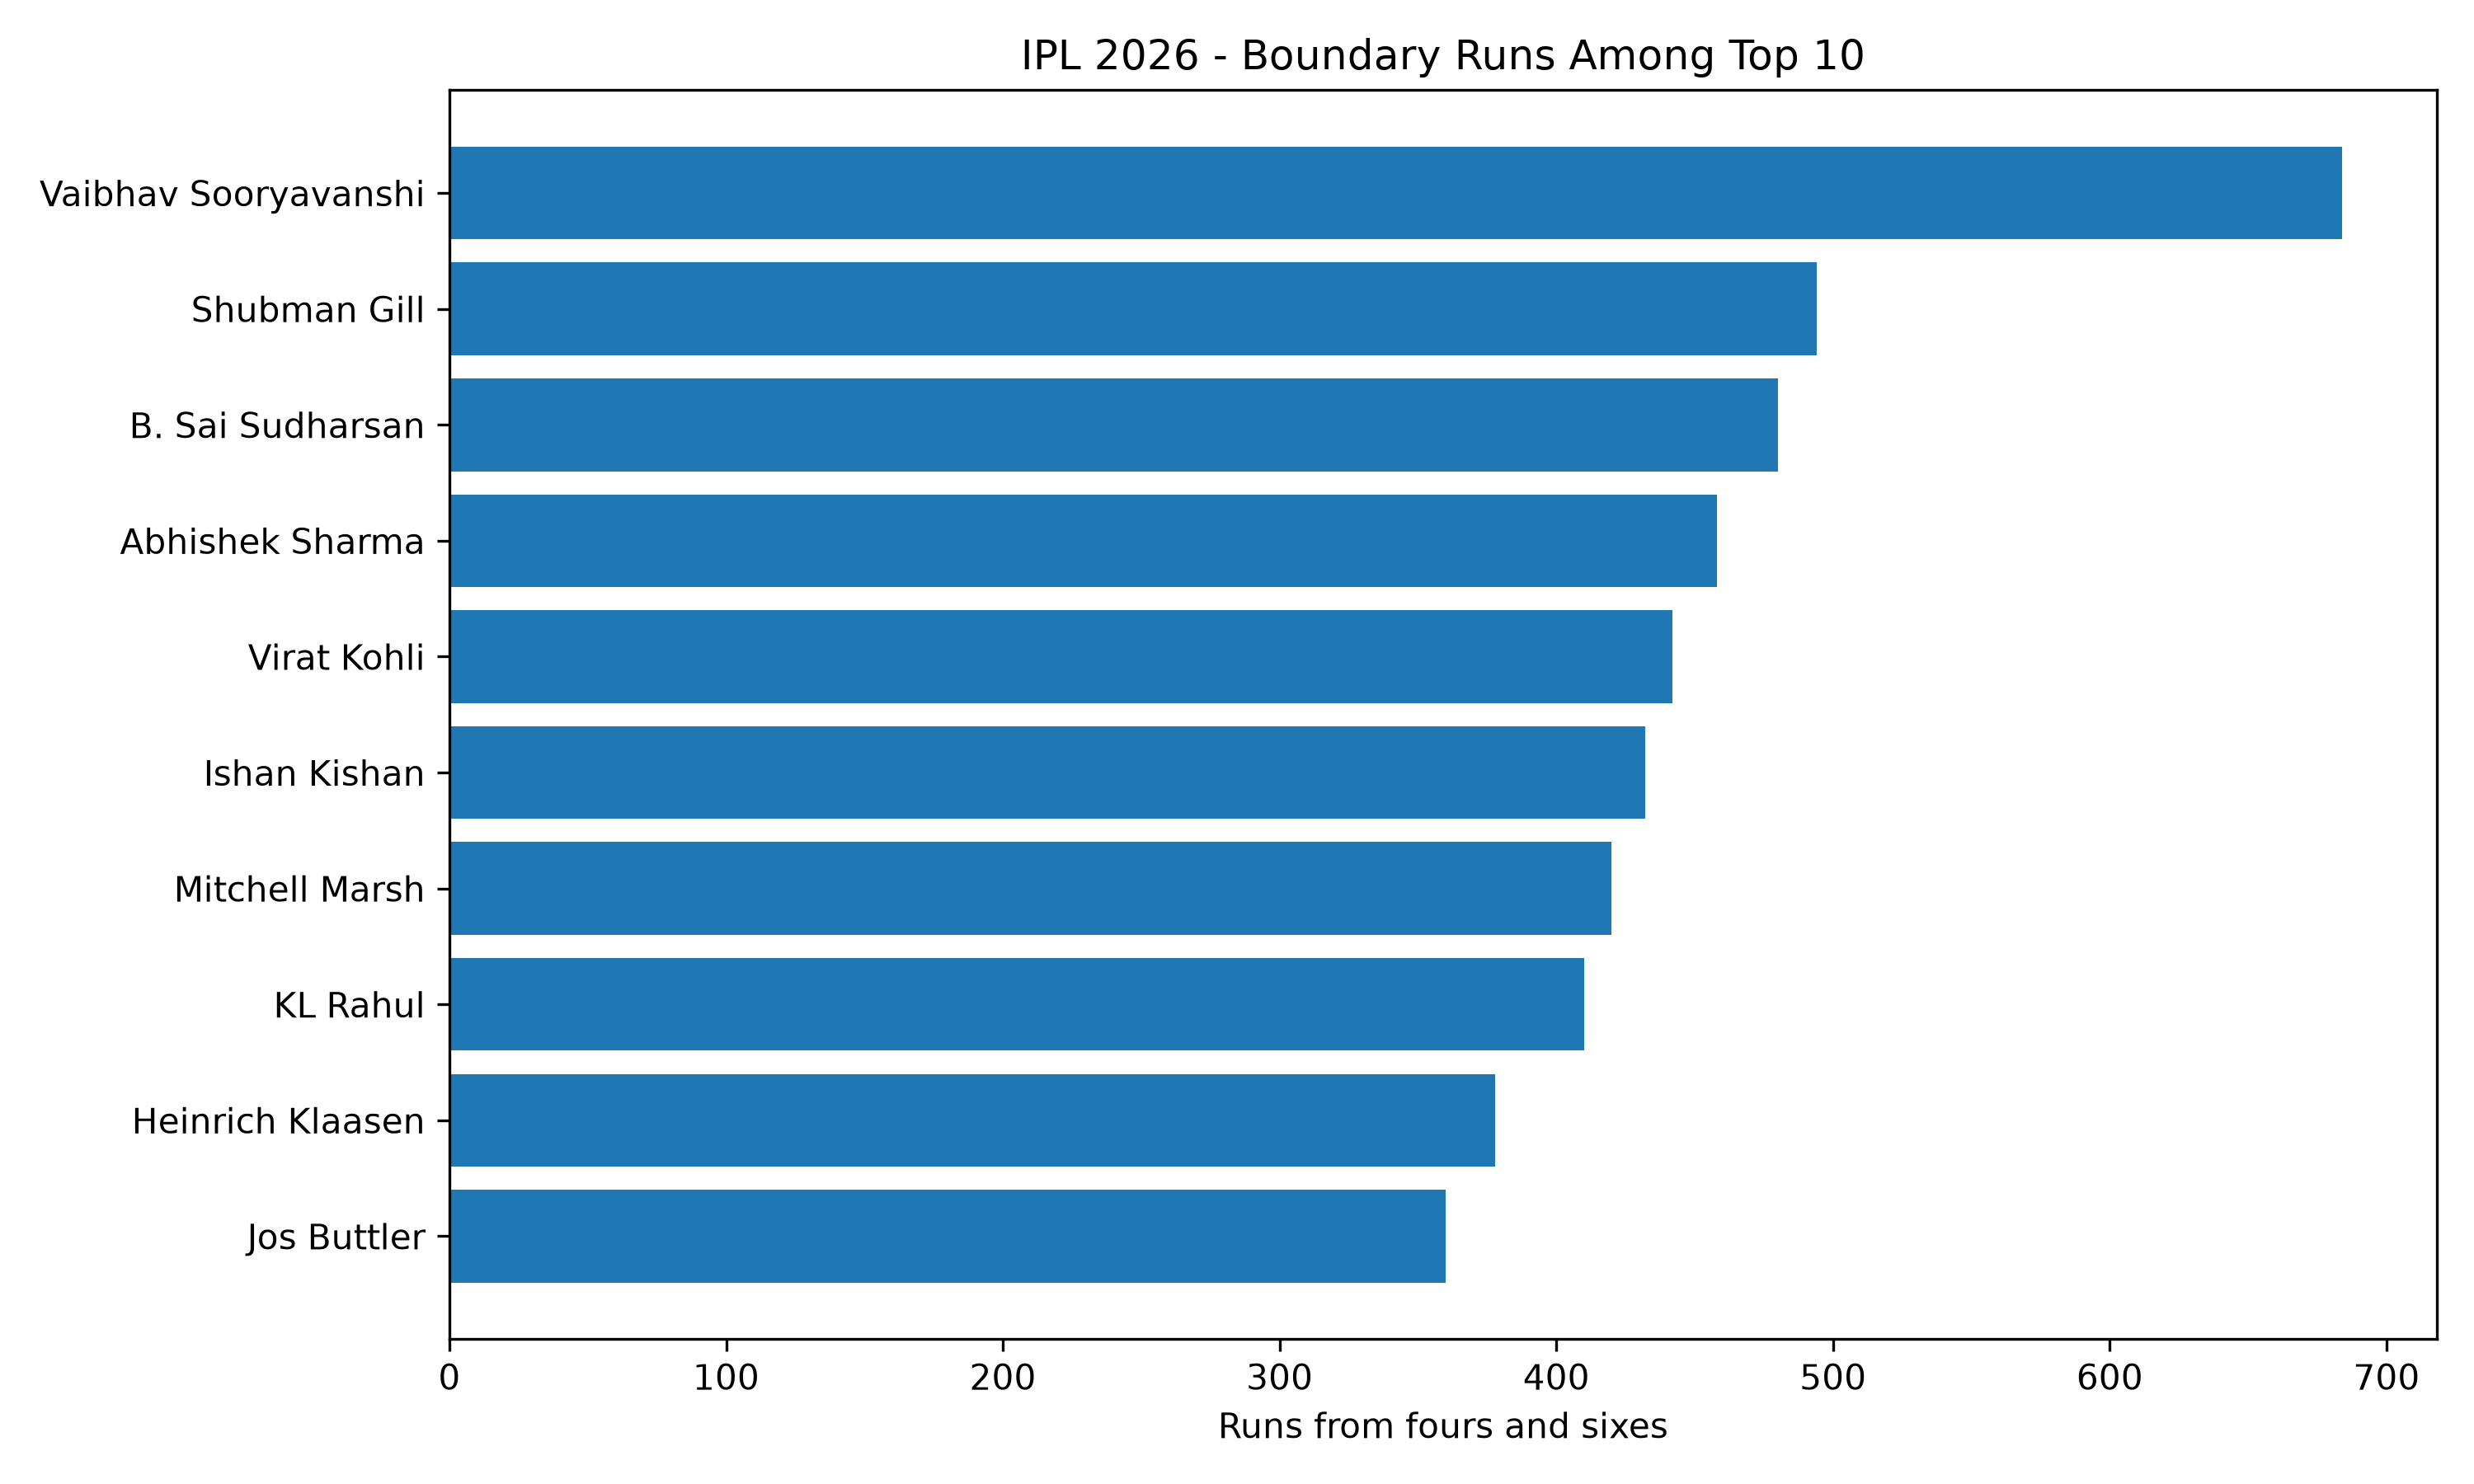 IPL 2026 - Boundary Runs Among Top 10
Vaibhav Sooryavanshi
Shubman Gill
B. Sai Sudharsan
Abhishek Sharma
Virat Kohli
Ishan Kishan
Mitchell Marsh
KL Rahul
Heinrich Klaasen
Jos Buttler
0 100 200 300 400 500 600 700
Runs from fours and sixes